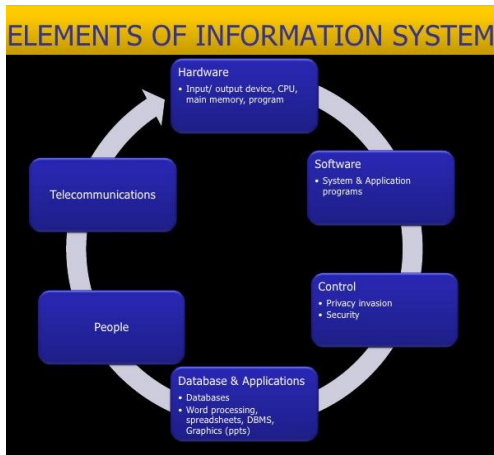 ELEMENTS OF INFORMATION SYSTEM
Hardware
• Input/ output device, CPU,
main memory, program
Software
• System & Application
programs
Control
• Privacy invasion
• Security
Database & Applications
• Databases
• Word processing,
spreadsheets, DBMS,
Graphics (ppts)
People
Telecommunications